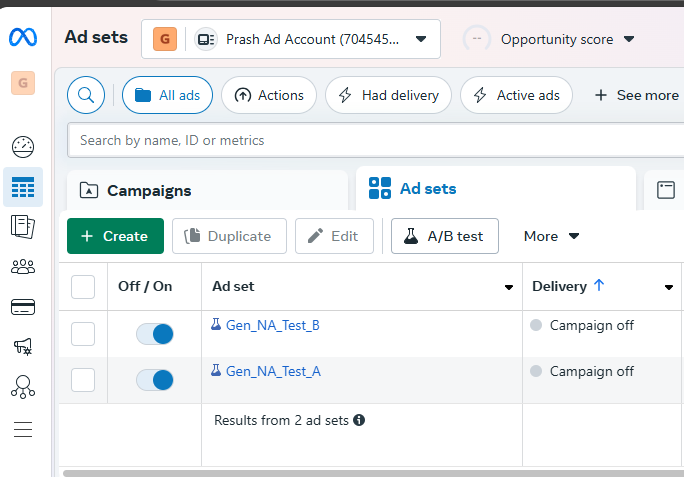 Ad sets
G
Prash Ad Account (704545...
-- Opportunity score
G
All ads
Actions
Had delivery
Active ads
+ See more
Search by name, ID or metrics
Campaigns
Ad sets
+ Create
Duplicate
Edit
A/B test
More
Off / On
Ad set
Delivery ↑
Gen_NA_Test_B
Campaign off
Gen_NA_Test_A
Campaign off
Results from 2 ad sets